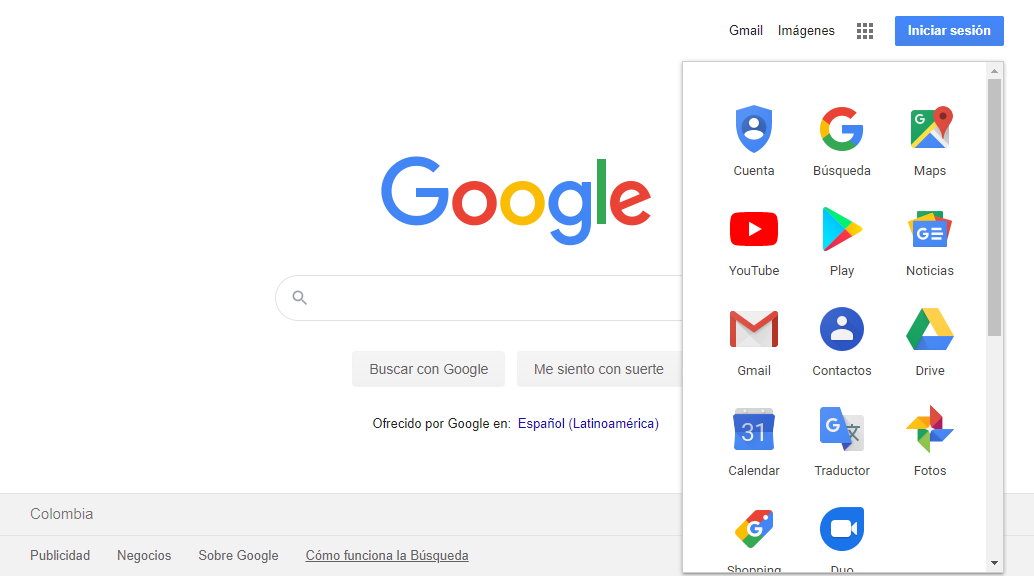 Gmail Imágenes Iniciar sesión
Google
Buscar con Google Me siento con suerte
Ofrecido por Google en: Español (Latinoamérica)
Cuenta Búsqueda Maps
YouTube Play Noticias
Gmail Contactos Drive
31
Calendar Traductor Fotos
Shopping Duo
Colombia
Publicidad Negocios Sobre Google Cómo funciona la Búsqueda